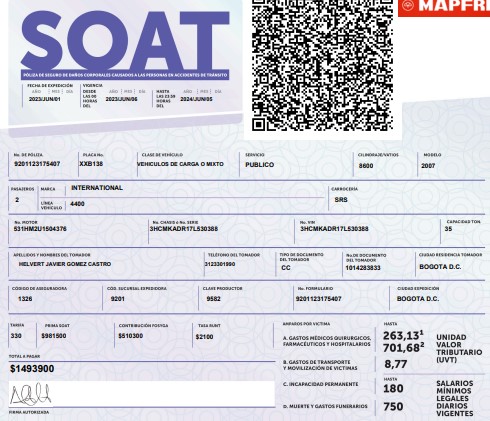 MAPFRE
SOAT
PÓLIZA DE SEGURO DE DAÑOS CORPORALES CAUSADOS A LAS PERSONAS EN ACCIDENTES DE TRÁNSITO
FECHA DE EXPEDICIÓN VIGENCIA
AÑO | MES | DÍA DESDE LAS 00 HORAS DEL AÑO | MES | DÍA HASTA LAS 23:59 HORAS DEL AÑO | MES | DÍA
2023/JUN/01 2023/JUN/06 2024/JUN/05
No. DE PÓLIZA PLACA No. CLASE DE VEHÍCULO SERVICIO CILINDRAJE/VATIOS MODELO
9201123175407 XXB138 VEHICULOS DE CARGA O MIXTO PUBLICO 8600 2007
PASAJEROS MARCA INTERNATIONAL CARROCERÍA
2 LÍNEA VEHÍCULO 4400 SRS
No. MOTOR No. CHASIS ó No. SERIE No. VIN CAPACIDAD TON.
531HM2U1504376 3HCMKADR17L530388 3HCMKADR17L530388 35
APELLIDOS Y NOMBRES DEL TOMADOR TELÉFONO DEL TOMADOR TIPO DE DOCUMENTO DEL TOMADOR No. DE DOCUMENTO DEL TOMADOR CIUDAD RESIDENCIA TOMADOR
HELVERT JAVIER GOMEZ CASTRO 3123301990 CC 1014283833 BOGOTA D.C.
CÓDIGO DE ASEGURADORA CÓD. SUCURSAL EXPEDIDORA CLAVE PRODUCTOR No. FORMULARIO CIUDAD EXPEDICIÓN
1326 9201 9582 9201123175407 BOGOTA D.C.
TARIFA PRIMA SOAT CONTRIBUCIÓN FOSYGA TASA RUNT
330 $981500 $510300 $2100
TOTAL A PAGAR
$1493900
FIRMA AUTORIZADA
AMPAROS POR VICTIMA HASTA
A. GASTOS MÉDICOS QUIRURGICOS, FARMACÉUTICOS Y HOSPITALARIOS 263,13¹ 701,68² UNIDAD VALOR TRIBUTARIO (UVT)
B. GASTOS DE TRANSPORTE Y MOVILIZACIÓN DE VICTIMAS 8,77
C. INCAPACIDAD PERMANENTE HASTA 180 SALARIOS MÍNIMOS LEGALES DIARIOS VIGENTES
D. MUERTE Y GASTOS FUNERARIOS 750